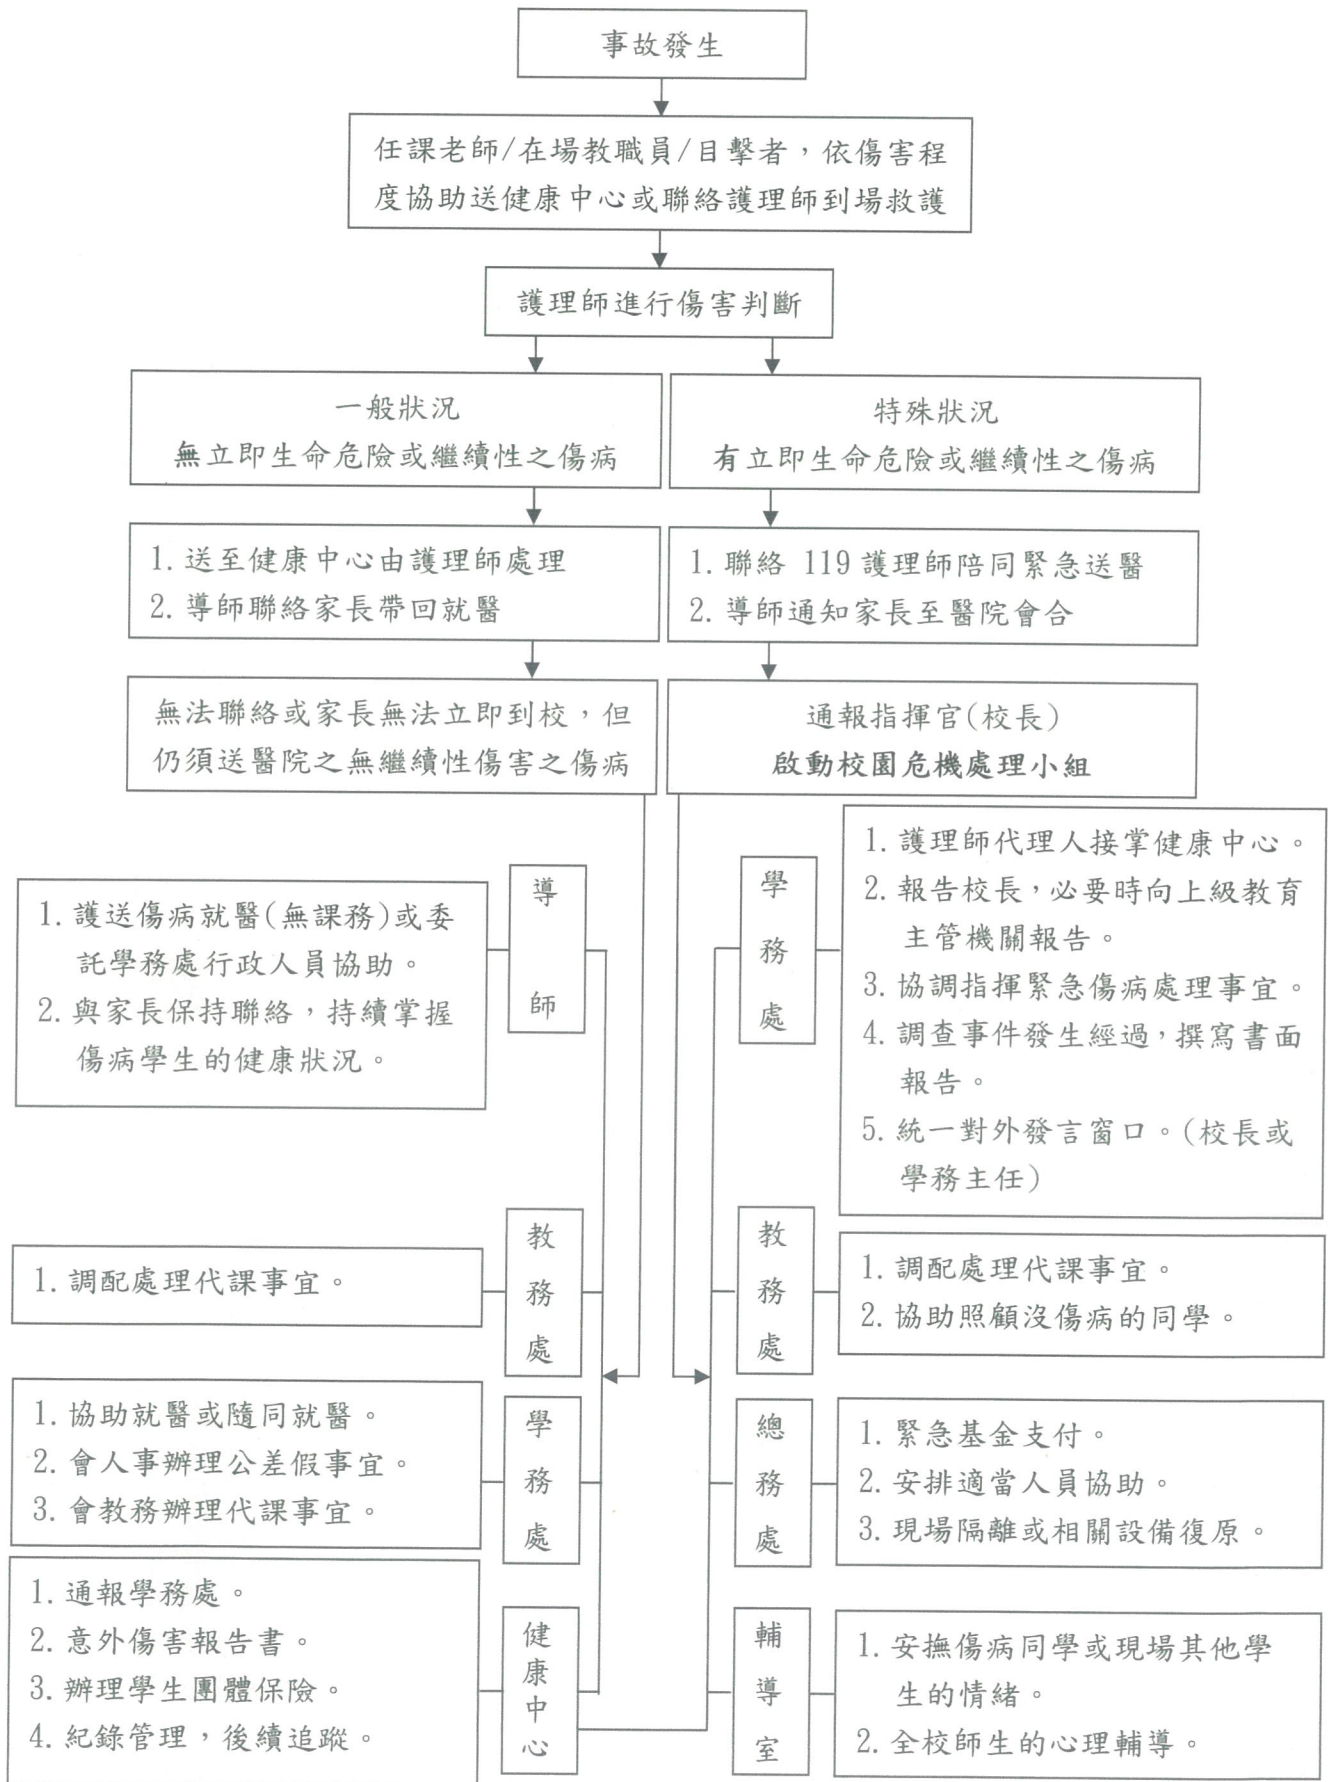 事故發生
任課老師/在場教職員/目擊者，依傷害程
度協助送健康中心或聯絡護理師到場救護
護理師進行傷害判斷
一般狀況
無立即生命危險或繼續性之傷病
特殊狀況
有立即生命危險或繼續性之傷病
1. 送至健康中心由護理師處理
2. 導師聯絡家長帶回就醫
1. 聯絡 119 護理師陪同緊急送醫
2. 導師通知家長至醫院會合
無法聯絡或家長無法立即到校，但
仍須送醫院之無繼續性傷害之傷病
通報指揮官(校長)
啟動校園危機處理小組
導師
1. 護送傷病就醫(無課務)或委
託學務處行政人員協助。
2. 與家長保持聯絡，持續掌握
傷病學生的健康狀況。
教務處
1. 調配處理代課事宜。
學務處
1. 協助就醫或隨同就醫。
2. 會人事辦理公差假事宜。
3. 會教務辦理代課事宜。
健康中心
1. 通報學務處。
2. 意外傷害報告書。
3. 辦理學生團體保險。
4. 紀錄管理，後續追蹤。
學務處
1. 護理師代理人接掌健康中心。
2. 報告校長，必要時向上級教育
主管機關報告。
3. 協調指揮緊急傷病處理事宜。
4. 調查事件發生經過，撰寫書面
報告。
5. 統一對外發言窗口。(校長或
學務主任)
教務處
1. 調配處理代課事宜。
2. 協助照顧沒傷病的同學。
總務處
1. 緊急基金支付。
2. 安排適當人員協助。
3. 現場隔離或相關設備復原。
輔導室
1. 安撫傷病同學或現場其他學
生的情緒。
2. 全校師生的心理輔導。